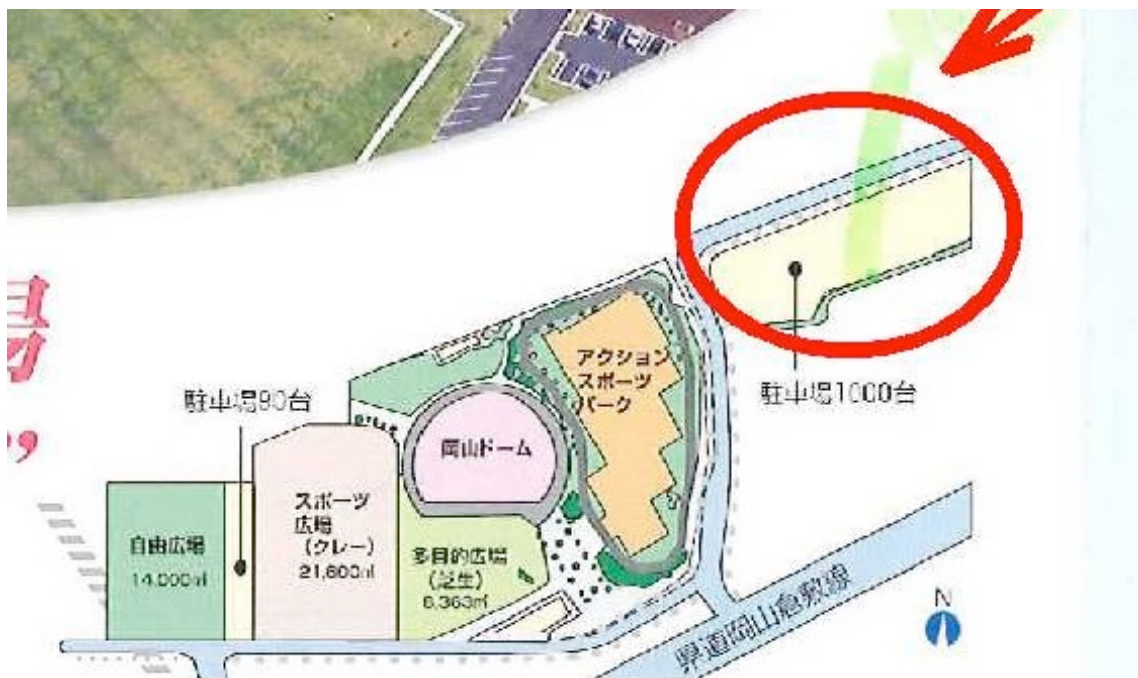 アクション
スポーツ
パーク
駐車場1000台
駐車場90台
岡山ドーム
スポーツ
広場
(クレー)
21,600㎡
自由広場
14,000㎡
多目的広場
(芝生)
6,363㎡
県道岡山倉敷線
N